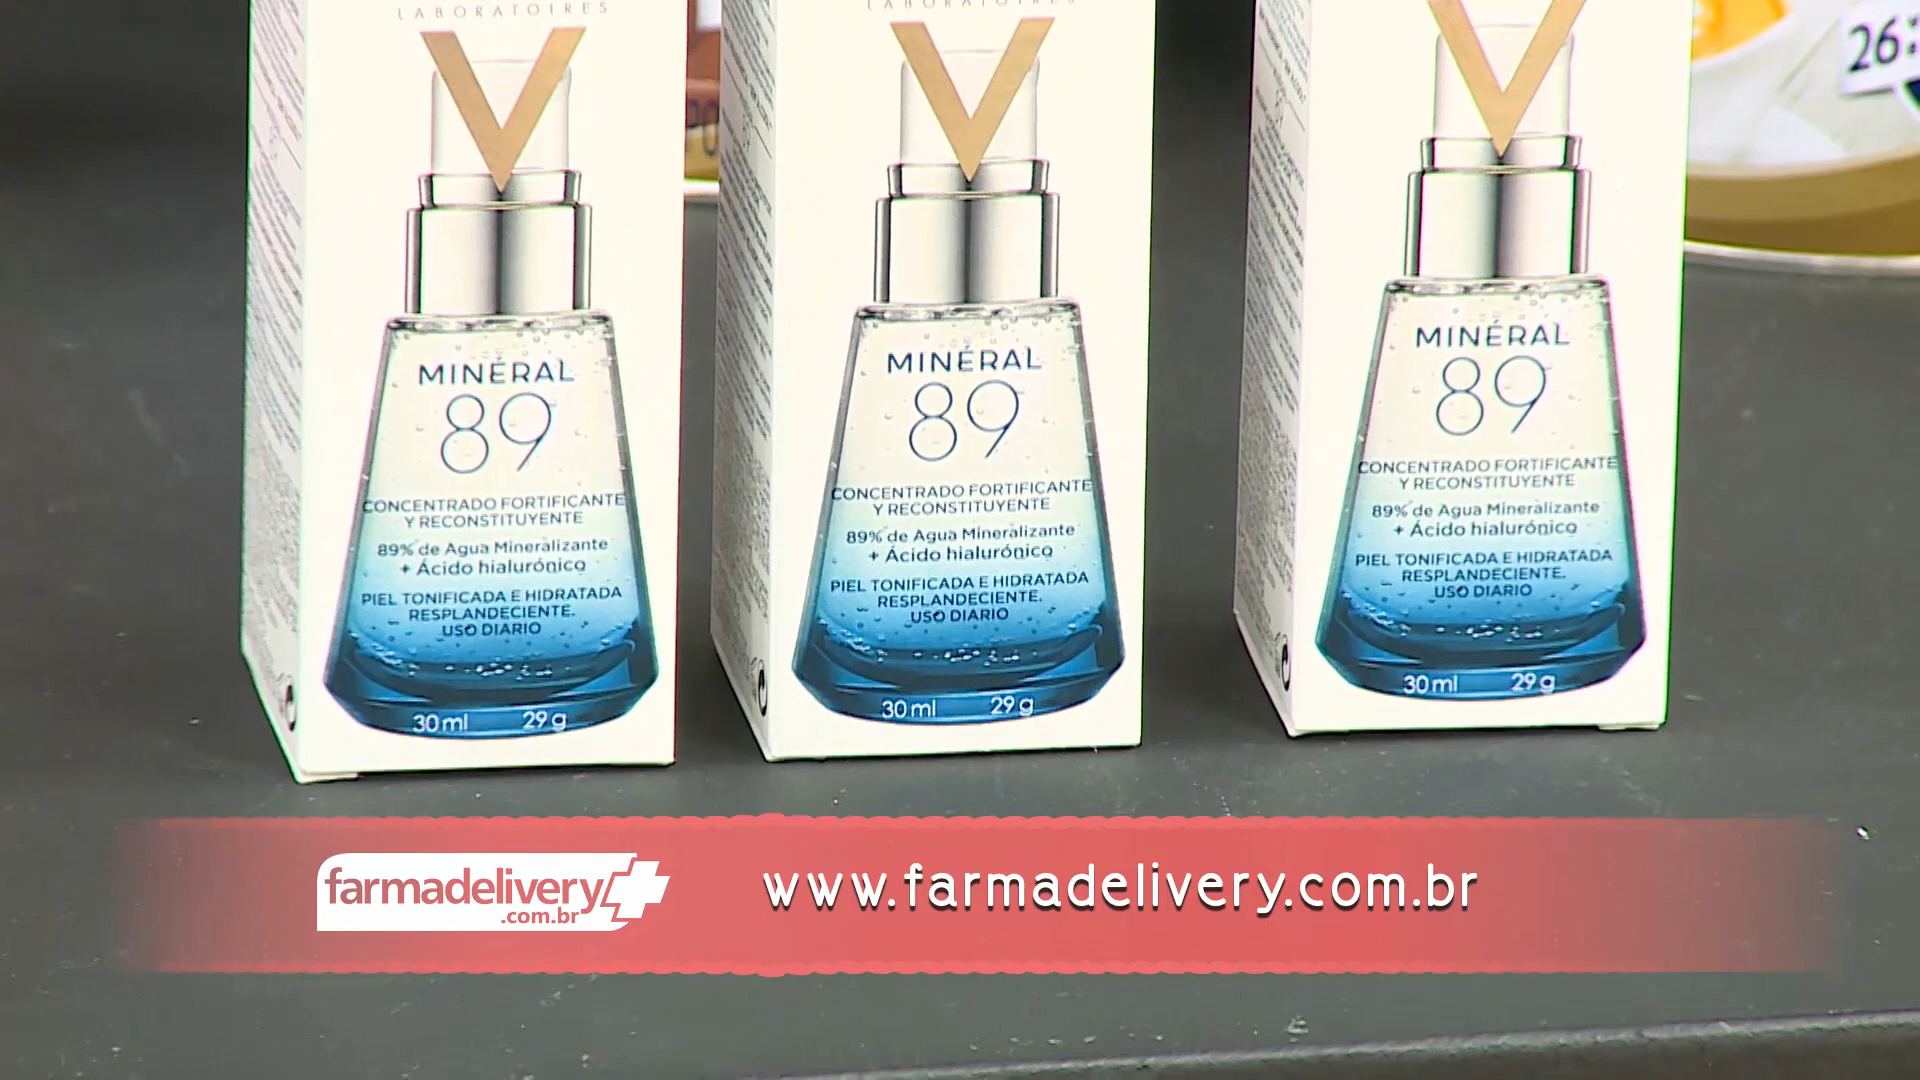 LABORATOIRES
MINÉRAL
89
CONCENTRADO FORTIFICANTE
Y RECONSTITUYENTE
89% de Agua Mineralizante
+ Ácido hialurónico
PIEL TONIFICADA E HIDRATADA
RESPLANDECIENTE.
USO DIARIO
30 ml 29 g
LABORATOIRES
MINÉRAL
89
CONCENTRADO FORTIFICANTE
Y RECONSTITUYENTE
89% de Agua Mineralizante
+ Ácido hialurónico
PIEL TONIFICADA E HIDRATADA
RESPLANDECIENTE.
USO DIARIO
30 ml 29 g
MINÉRAL
89
CONCENTRADO FORTIFICANTE
Y RECONSTITUYENTE
89% de Agua Mineralizante
+ Ácido hialurónico
PIEL TONIFICADA E HIDRATADA
RESPLANDECIENTE.
USO DIARIO
30 ml 29 g
26:
farmadelivery
.com.br
www.farmadelivery.com.br